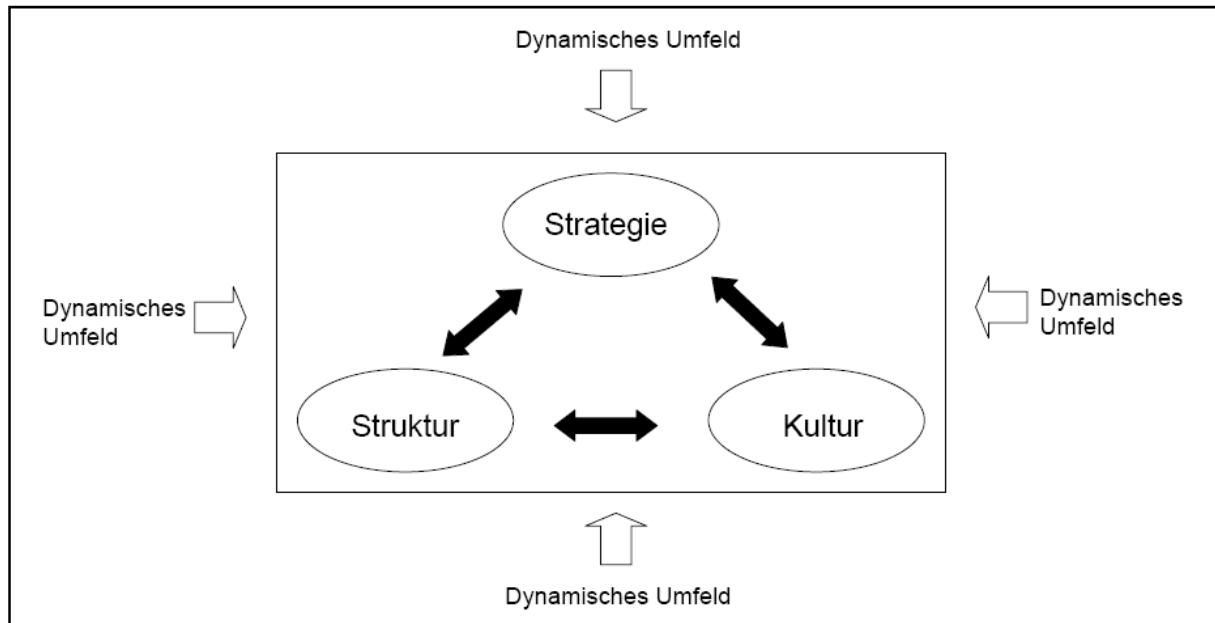 Dynamisches Umfeld
Strategie
Dynamisches
Umfeld
Dynamisches
Umfeld
Struktur
Kultur
Dynamisches Umfeld